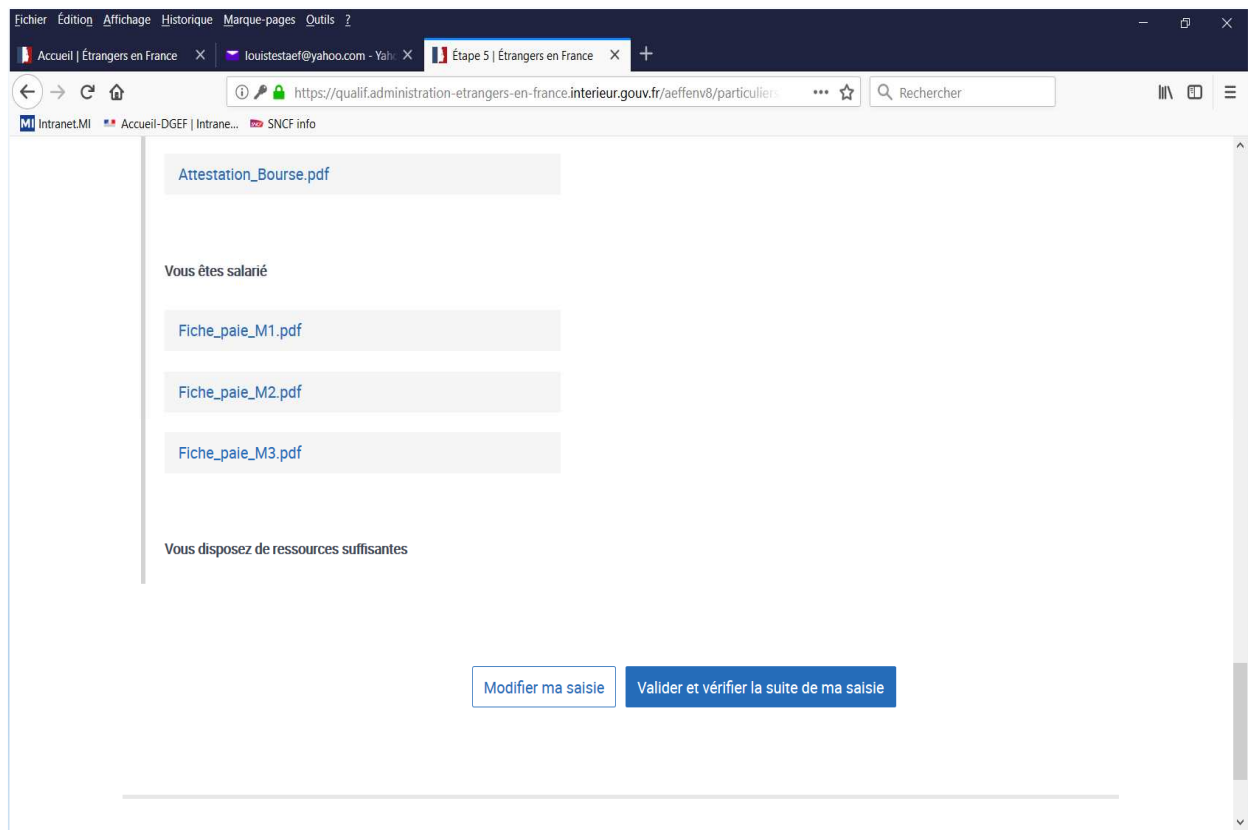 Fichier Édition Affichage Historique Marque-pages Outils ?
Accueil | Étrangers en France louistestaef@yahoo.com - Yaho Étape 5 | Étrangers en France
https://qualif.administration-etrangers-en-france.interieur.gouv.fr/aeffenv8/particuliers Rechercher
MI Intranet.MI Accueil-DGEF | Intrane... SNCF info
Attestation_Bourse.pdf
Vous êtes salarié
Fiche_paie_M1.pdf
Fiche_paie_M2.pdf
Fiche_paie_M3.pdf
Vous disposez de ressources suffisantes
Modifier ma saisie Valider et vérifier la suite de ma saisie